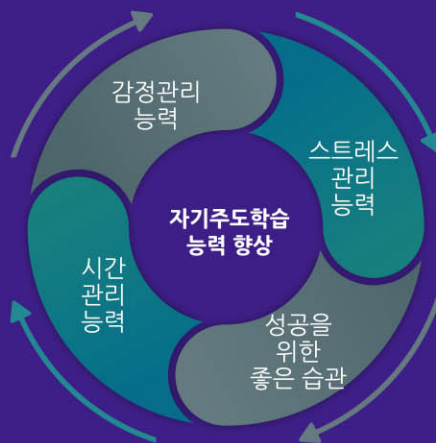 감정관리
능력
스트레스
관리
능력
자기주도학습
능력 향상
시간
관리
능력
성공을
위한
좋은 습관